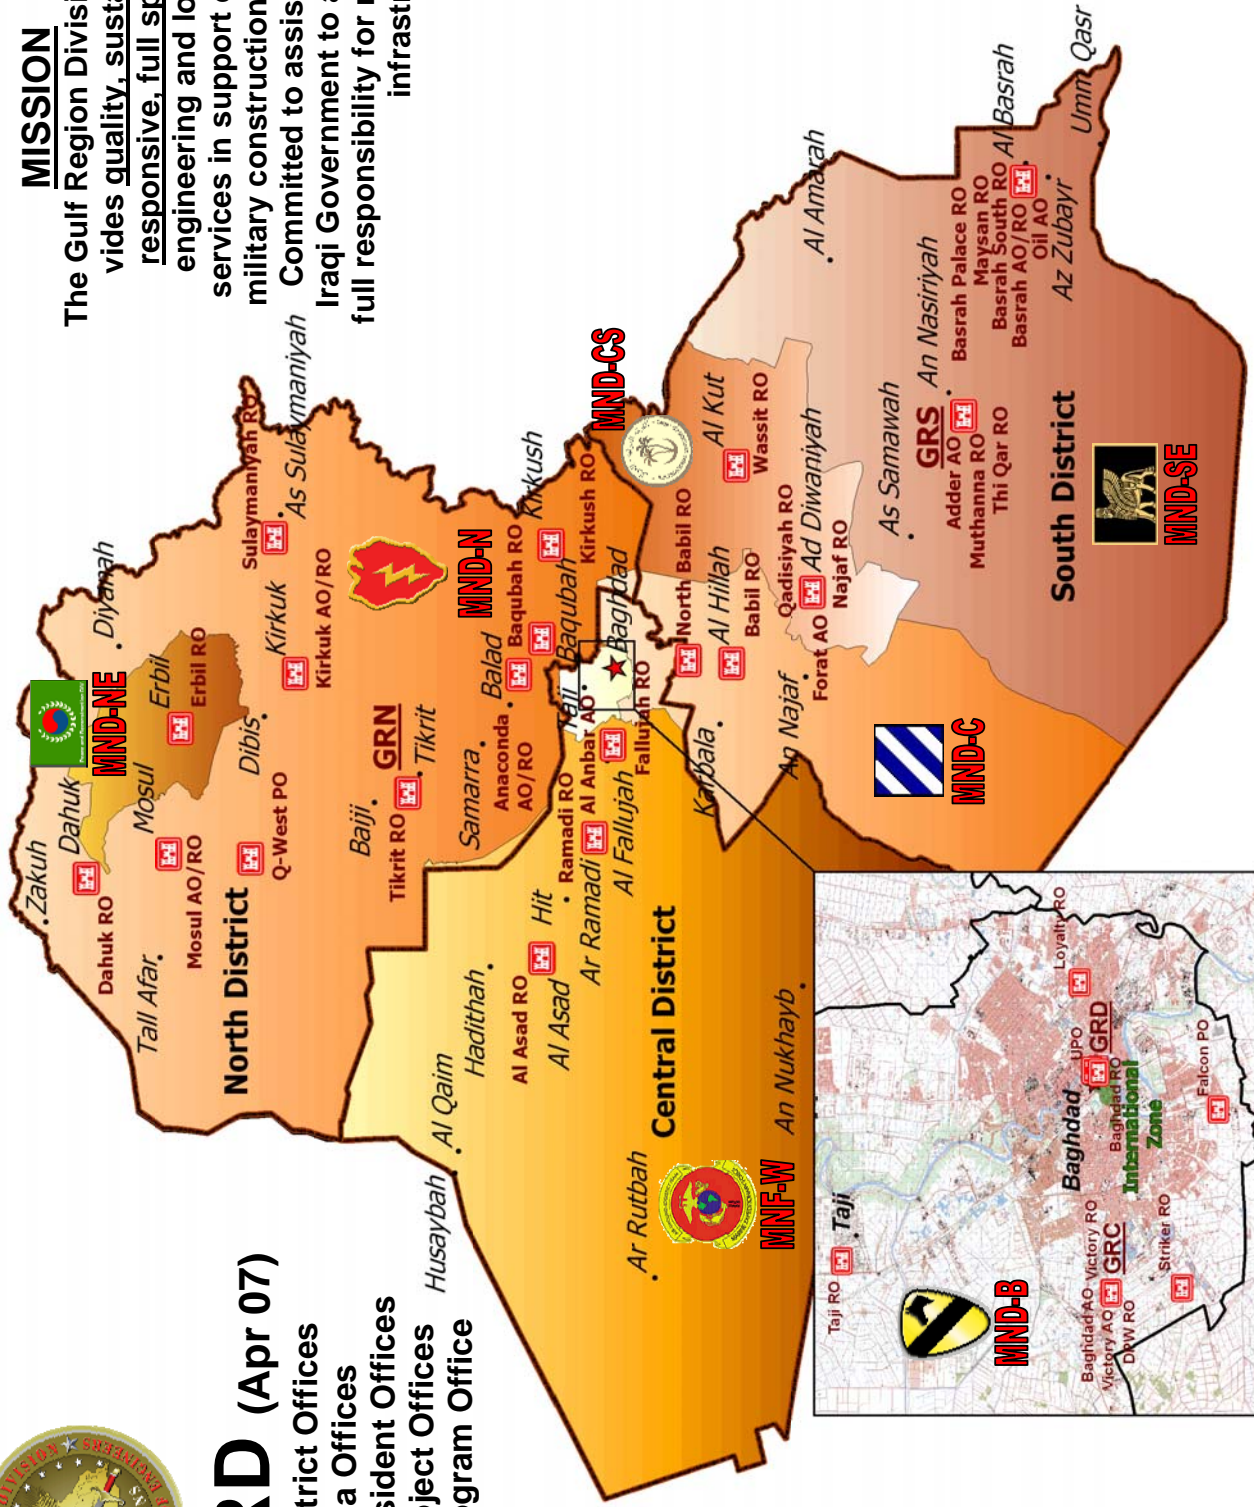 MISSION
The Gulf Region Divisi
vides quality, susta
responsive, full sp
engineering and lo
services in support o
military construction
Committed to assis
Iraqi Government to a
full responsibility for
infrast
RD (Apr 07)
trict Offices
a Offices
sident Offices
ject Offices
ogram Office
Zakuh
Dahuk
Dahuk RO
MND-NE
Diyanah
Tall Afar
Mosul
Mosul AO/RO
Erbil
Erbil RO
North District
Q-West PO
Dibis
Kirkuk
Kirkuk AO/RO
Sulaymaniyah RO
As Sulaymaniyah
Baiji
GRN
Tikrit RO
Tikrit
MND-N
Samarra
Balad
Anaconda
AO/RO
Baqubah RO
Baqubah
Kirkush
Kirkush RO
Husaybah
Al Qaim
Hadithah
Al Asad RO
Al Asad
Hit
Ramadi RO
Ar Ramadi
Al Anbar AO
Al Fallujah
Fallujah RO
Taji
Baghdad
MND-CS
Ar Rutbah
Central District
MNF-W
An Nukhayb
Karbala
North Babil RO
Al Hillah
Babil RO
Al Kut
Wassit RO
An Najaf
Qadisiyah RO
Ad Diwaniyah
Forat AO
Najaf RO
Al Amarah
As Samawah
MND-C
GRS
An Nasiriyah
Adder AO
Muthanna RO
Thi Qar RO
Basrah Palace RO
Maysan RO
Basrah South RO
Basrah AO/RO
Oil AO
Al Basrah
Az Zubayr
Umm Qasr
South District
MND-SE
Taji RO
Taji
MND-B
Loyalty RO
UPO
GRD
Baghdad
Baghdad RO
International
Zone
Falcon PO
Baghdad AO
Victory RO
Victory AO
GRC
DPW RO
Striker RO